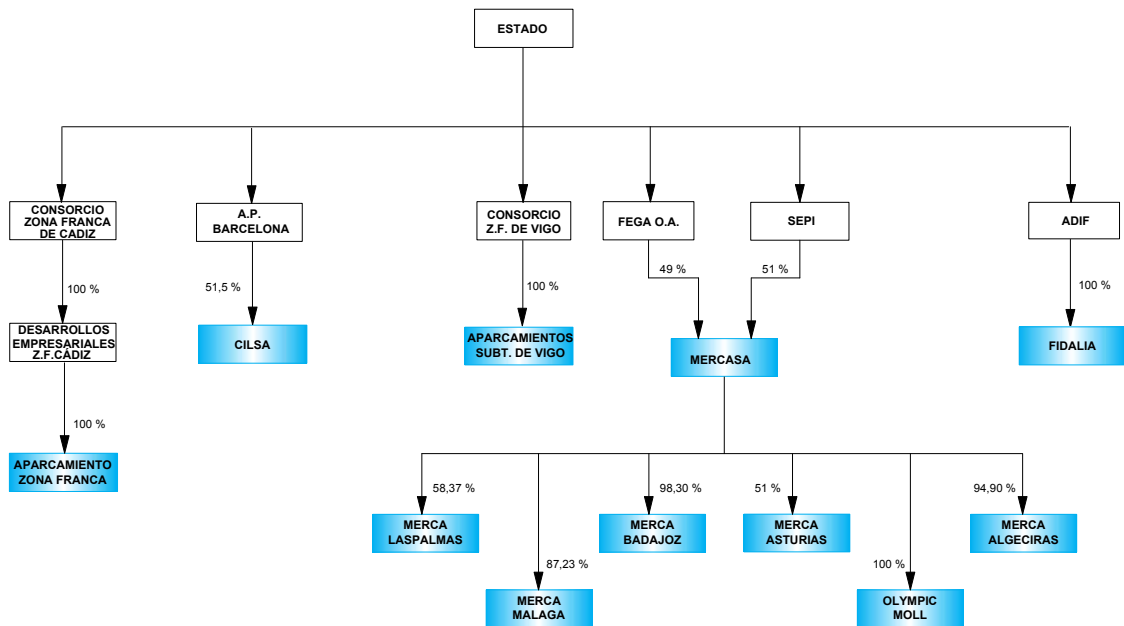 ESTADO
CONSORCIO
ZONA FRANCA
DE CADIZ
A.P.
BARCELONA
CONSORCIO
Z.F. DE VIGO
FEGA O.A.
SEPI
ADIF
100 %
51,5 %
100 %
49 %
51 %
100 %
DESARROLLOS
EMPRESARIALES
Z.F.CÁDIZ
CILSA
APARCAMIENTOS
SUBT. DE VIGO
MERCASA
FIDALIA
100 %
APARCAMIENTO
ZONA FRANCA
58,37 %
98,30 %
51 %
94,90 %
MERCA
LASPALMAS
MERCA
BADAJOZ
MERCA
ASTURIAS
MERCA
ALGECIRAS
87,23 %
100 %
MERCA
MALAGA
OLYMPIC
MOLL